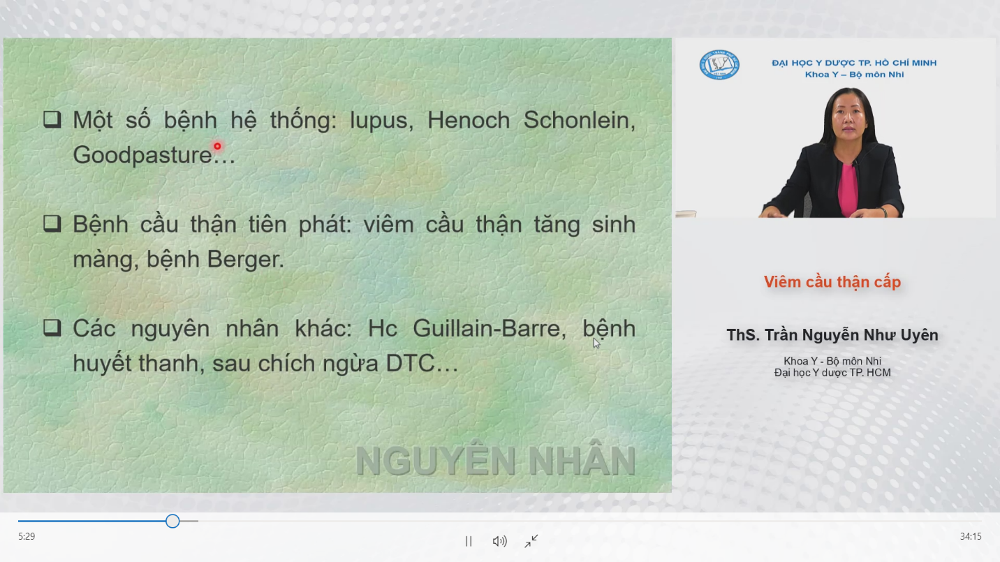 Một số bệnh hệ thống: lupus, Henoch Schonlein,
Goodpasture…
Bệnh cầu thận tiên phát: viêm cầu thận tăng sinh
màng, bệnh Berger.
Các nguyên nhân khác: Hc Guillain-Barre, bệnh
huyết thanh, sau chích ngừa DTC…
NGUYÊN NHÂN
ĐẠI HỌC Y DƯỢC TP. HỒ CHÍ MINH
Khoa Y – Bộ môn Nhi
Viêm cầu thận cấp
ThS. Trần Nguyễn Như Uyên
Khoa Y - Bộ môn Nhi
Đại học Y dược TP. HCM
5:29
34:15